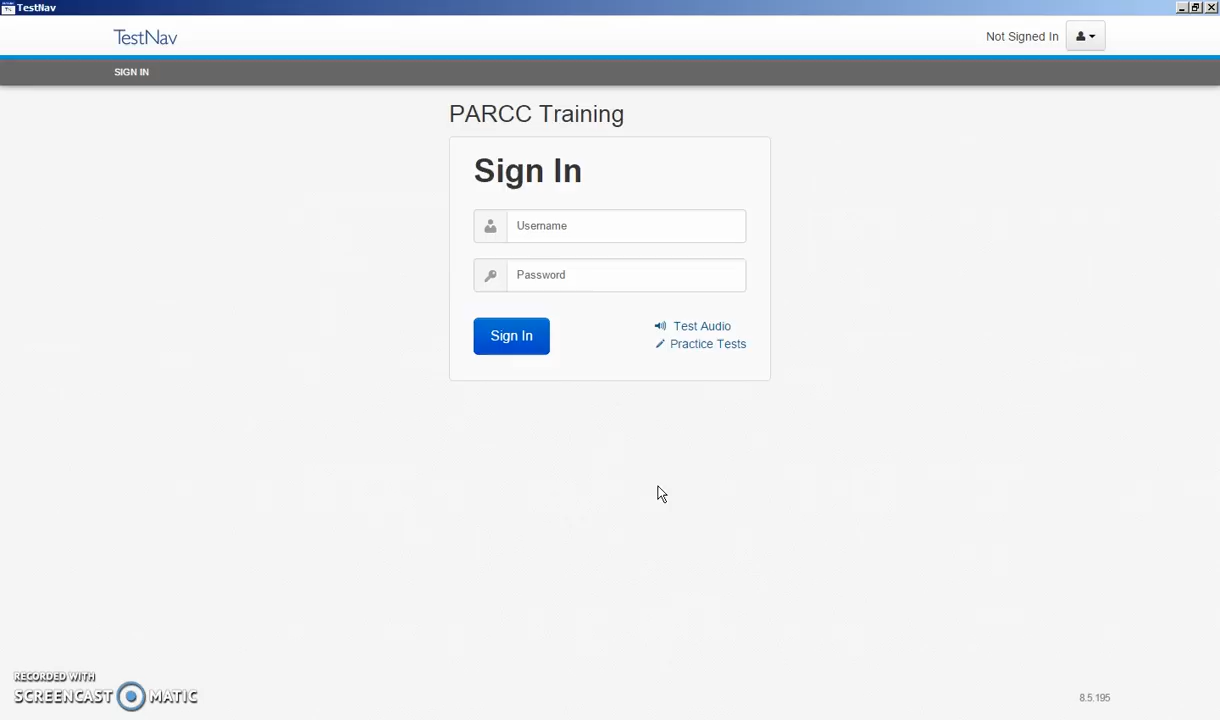 TestNav
TestNav
Not Signed In
SIGN IN
PARCC Training
Sign In
Username
Password
Sign In
Test Audio
Practice Tests
RECORDED WITH
SCREENCAST MATIC
8.5.195